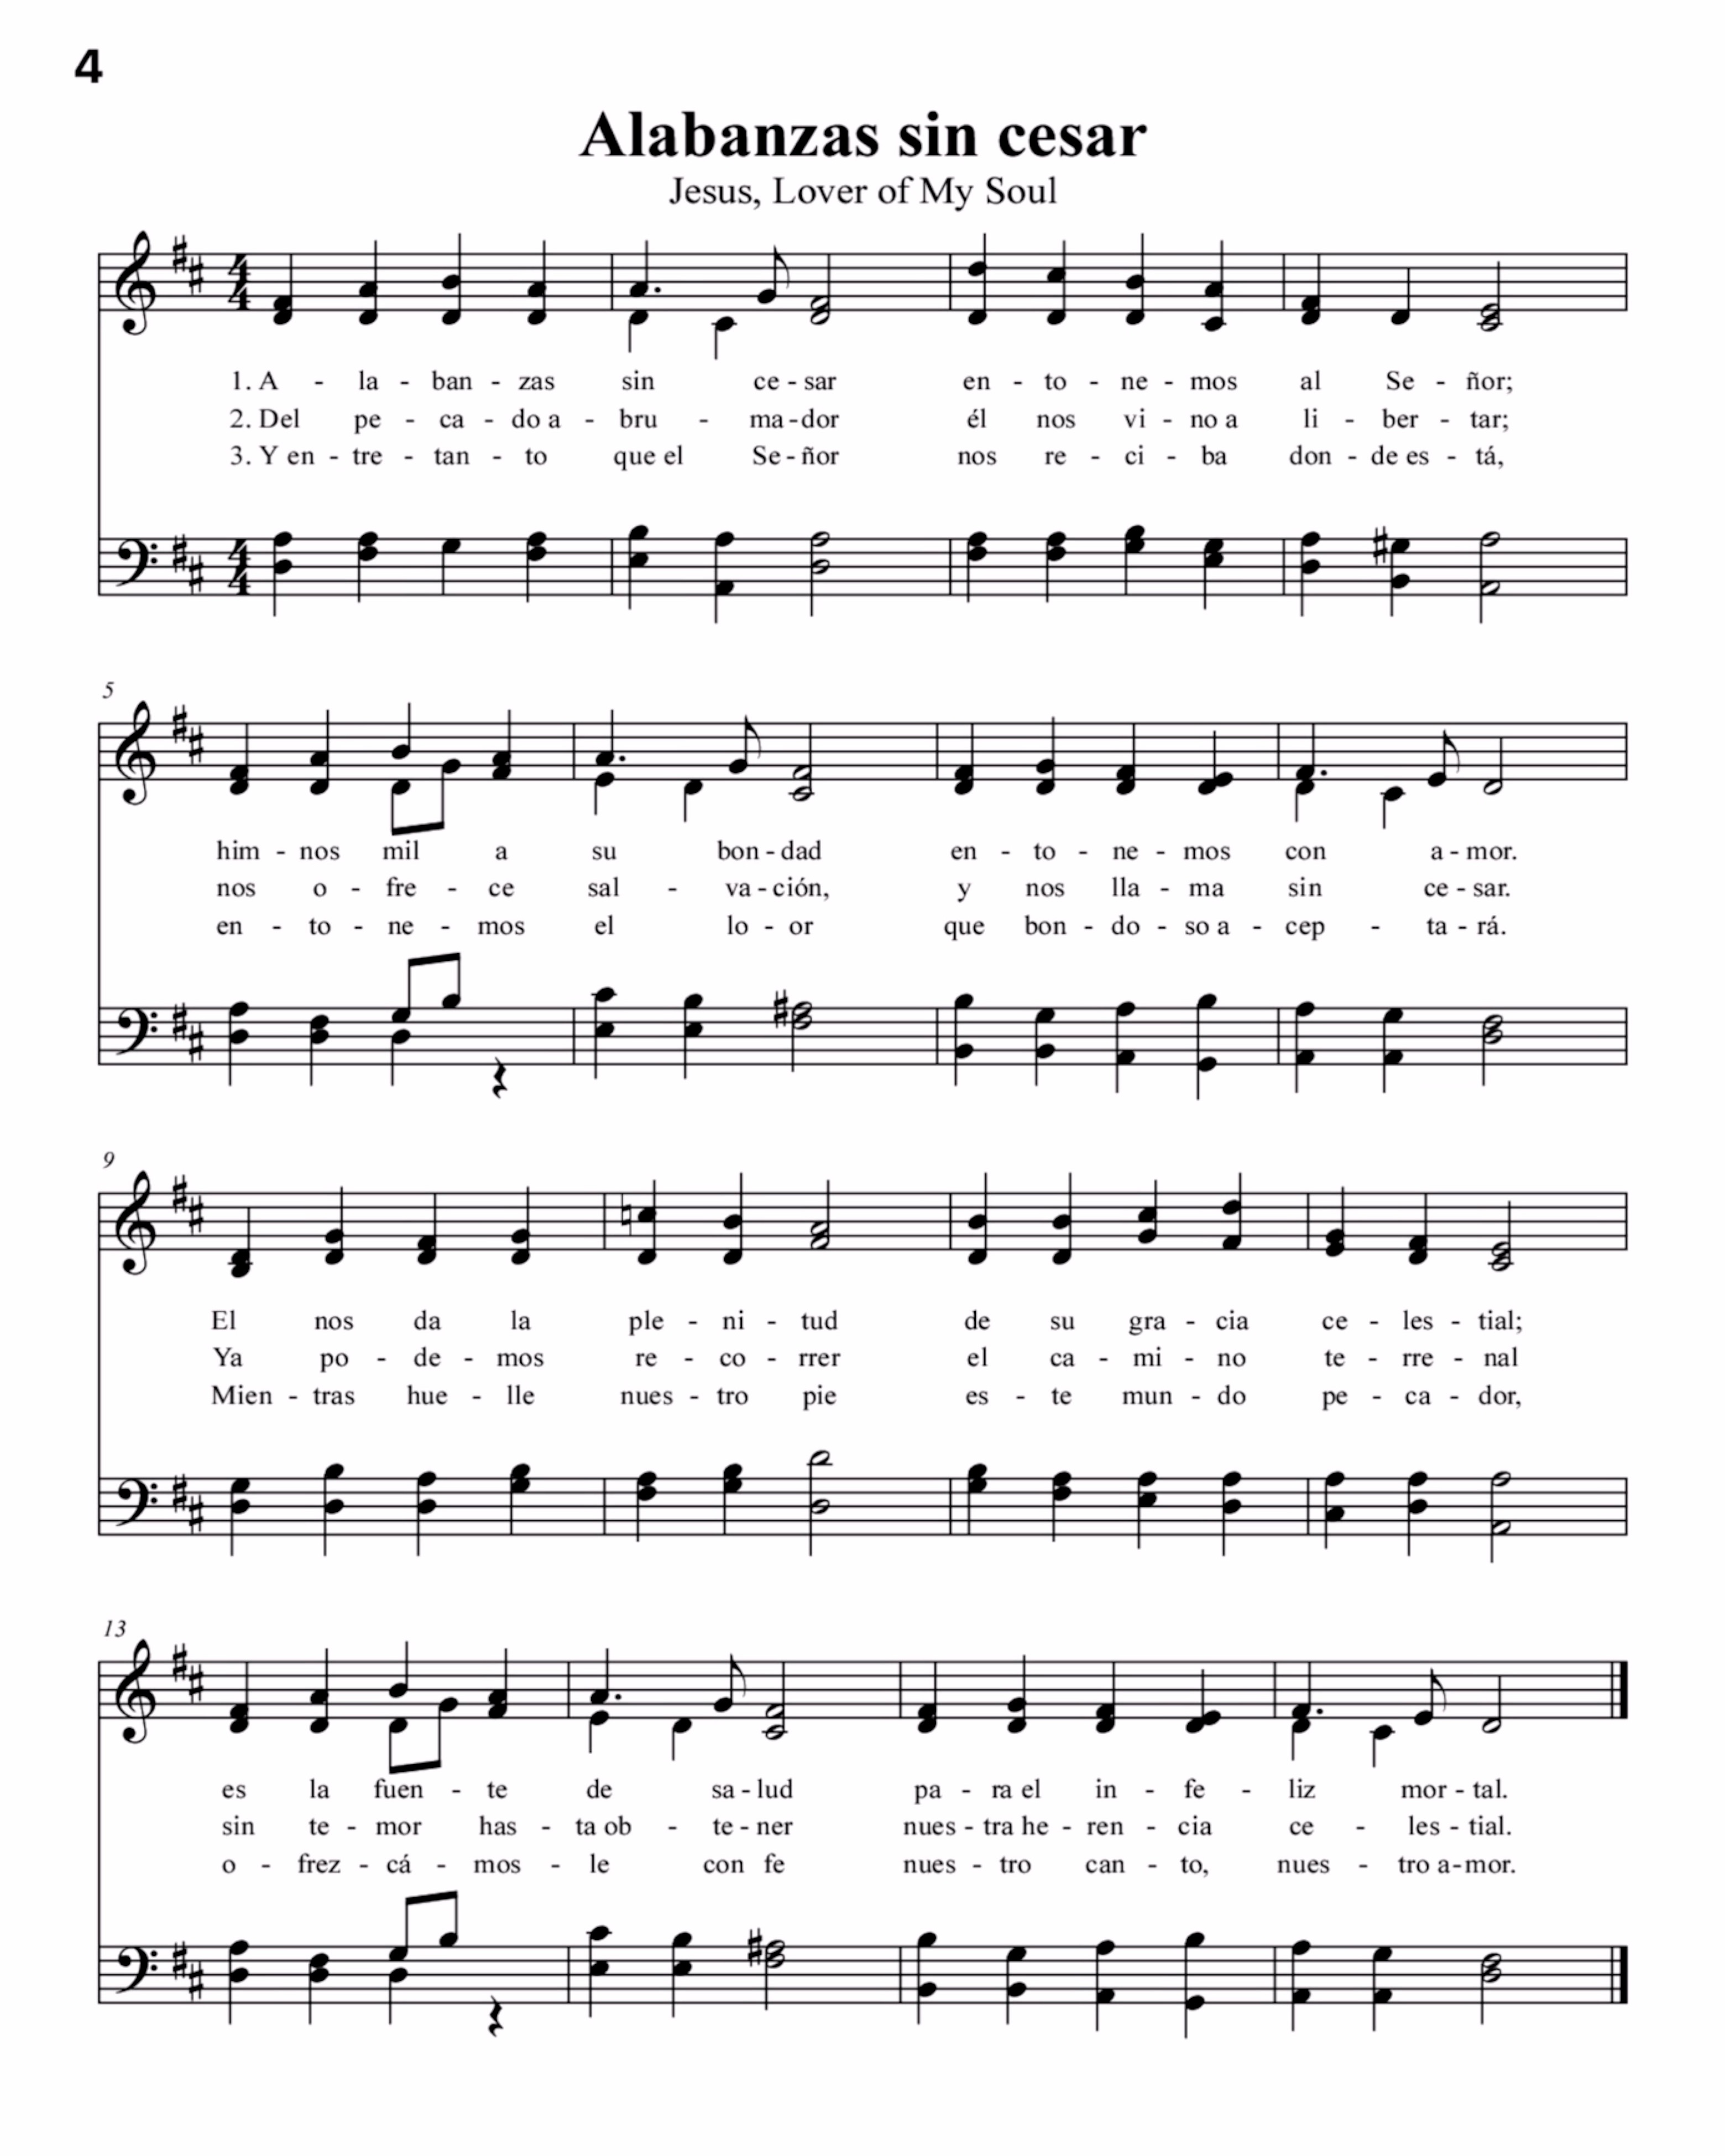 4
Alabanzas sin cesar
Jesus, Lover of My Soul
1. A - la - ban - zas sin ce - sar en - to - ne - mos al Se - ñor;
2. Del pe - ca - do a - bru - ma - dor él nos vi - no a li - ber - tar;
3. Y en - tre - tan - to que el Se - ñor nos re - ci - ba don - de es - tá,
5
him - nos mil a su bon - dad en - to - ne - mos con a - mor.
nos o - fre - ce sal - va - ción, y nos lla - ma sin ce - sar.
en - to - ne - mos el lo - or que bon - do - so a - cep - ta - rá.
9
El nos da la ple - ni - tud de su gra - cia ce - les - tial;
Ya po - de - mos re - co - rrer el ca - mi - no te - rre - nal
Mien - tras hue - lle nues - tro pie es - te mun - do pe - ca - dor,
13
es la fuen - te de sa - lud pa - ra el in - fe - liz mor - tal.
sin te - mor has - ta ob - te - ner nues - tra he - ren - cia ce - les - tial.
o - frez - cá - mos - le con fe nues - tro can - to, nues - tro a - mor.